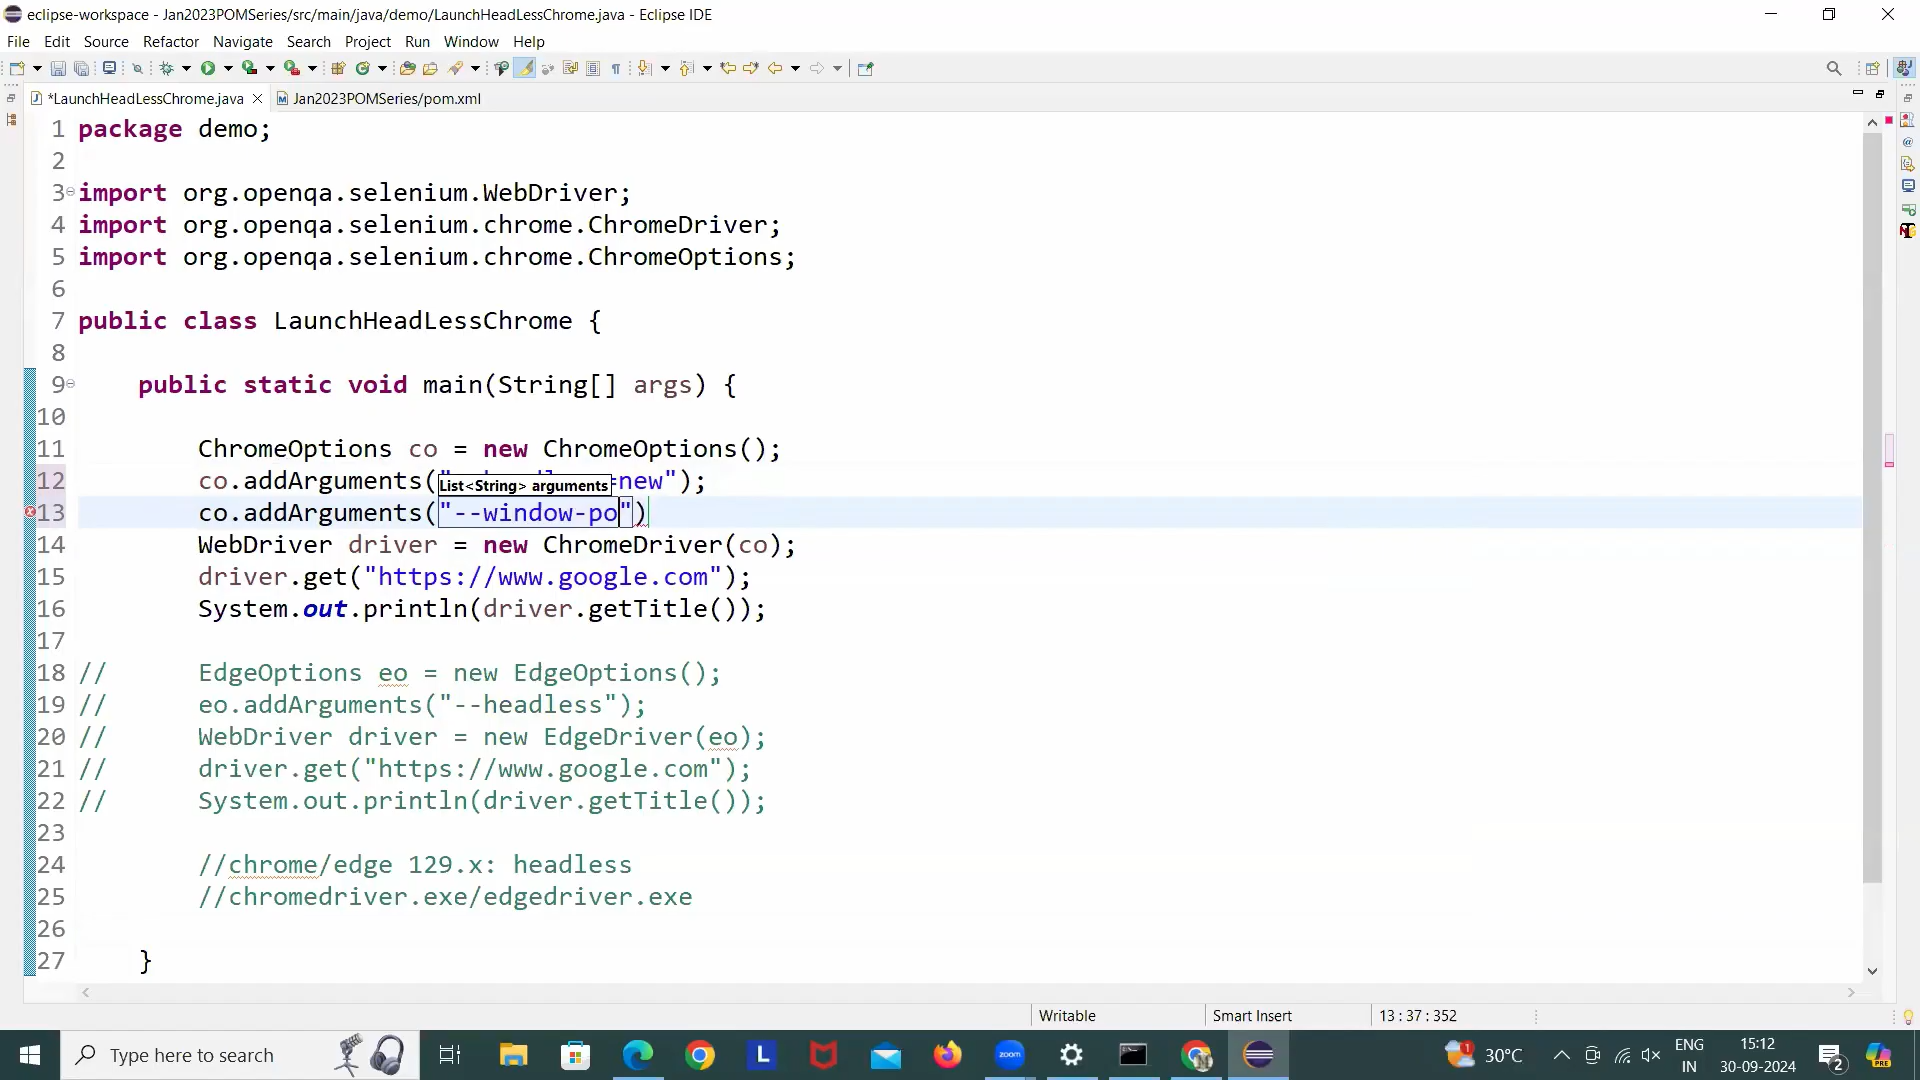 eclipse-workspace - Jan2023POMSeries/src/main/java/demo/LaunchHeadLessChrome.java - Eclipse IDE
File Edit Source Refactor Navigate Search Project Run Window Help
*LaunchHeadLessChrome.java Jan2023POMSeries/pom.xml
1 package demo;
2
3 import org.openqa.selenium.WebDriver;
4 import org.openqa.selenium.chrome.ChromeDriver;
5 import org.openqa.selenium.chrome.ChromeOptions;
6
7 public class LaunchHeadLessChrome {
8
9 public static void main(String[] args) {
10
11 ChromeOptions co = new ChromeOptions();
12 co.addArguments( =new");
List<String> arguments
13 co.addArguments("--window-po")
14 WebDriver driver = new ChromeDriver(co);
15 driver.get("https://www.google.com");
16 System.out.println(driver.getTitle());
17
18 // EdgeOptions eo = new EdgeOptions();
19 // eo.addArguments("--headless");
20 // WebDriver driver = new EdgeDriver(eo);
21 // driver.get("https://www.google.com");
22 // System.out.println(driver.getTitle());
23
24 //chrome/edge 129.x: headless
25 //chromedriver.exe/edgedriver.exe
26
27 }
Writable Smart Insert 13 : 37 : 352
Type here to search
zoom
30°C
ENG
IN
15:12
30-09-2024
2
PRE